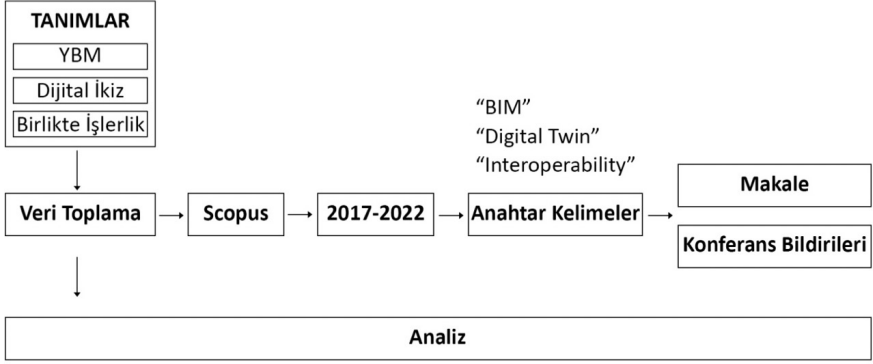 TANIMLAR
YBM
Dijital İkiz
Birlikte İşlerlik
“BIM”
“Digital Twin”
“Interoperability”
Veri Toplama
Scopus
2017-2022
Anahtar Kelimeler
Makale
Konferans Bildirileri
Analiz